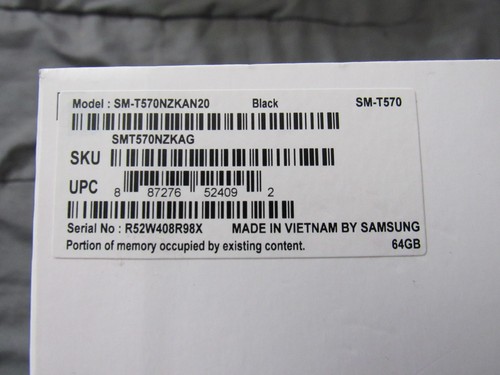 Model : SM-T570NZKAN20 Black SM-T570
SMT570NZKAG
SKU
UPC 8 87276 52409 2
Serial No : R52W408R98X MADE IN VIETNAM BY SAMSUNG
Portion of memory occupied by existing content. 64GB